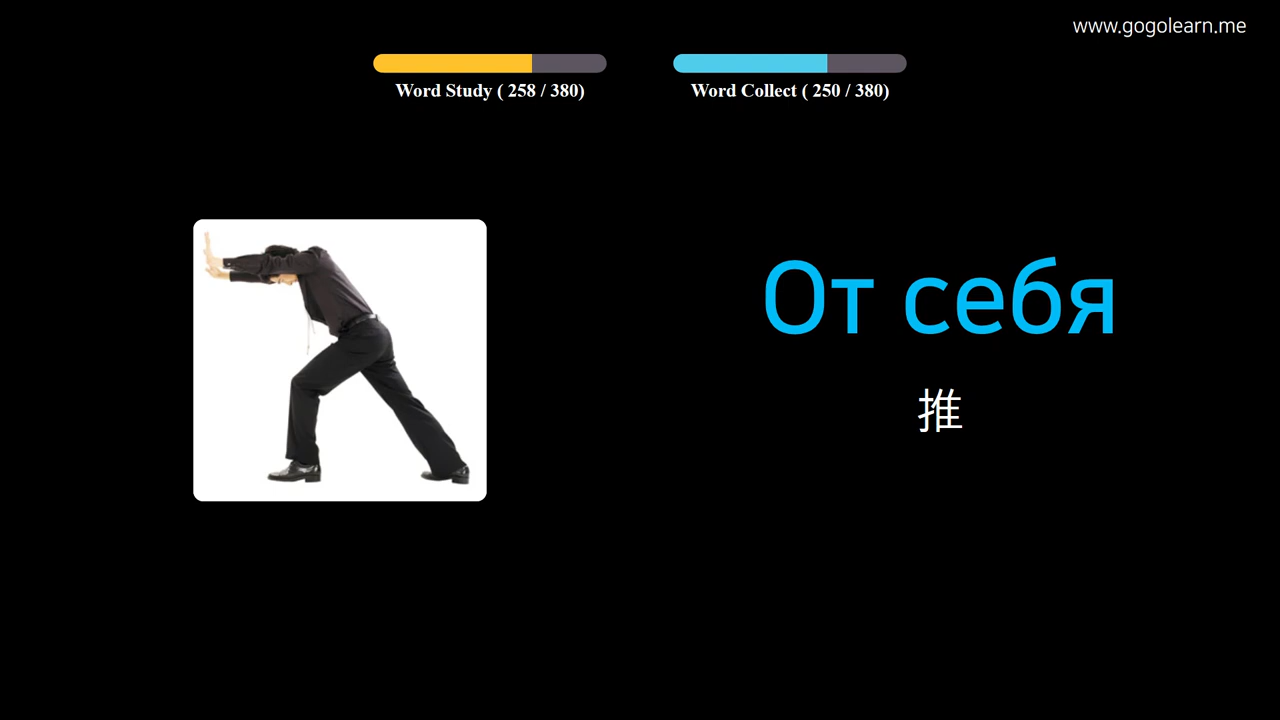 www.gogolearn.me
Word Study ( 258 / 380)
Word Collect ( 250 / 380)
От себя
推